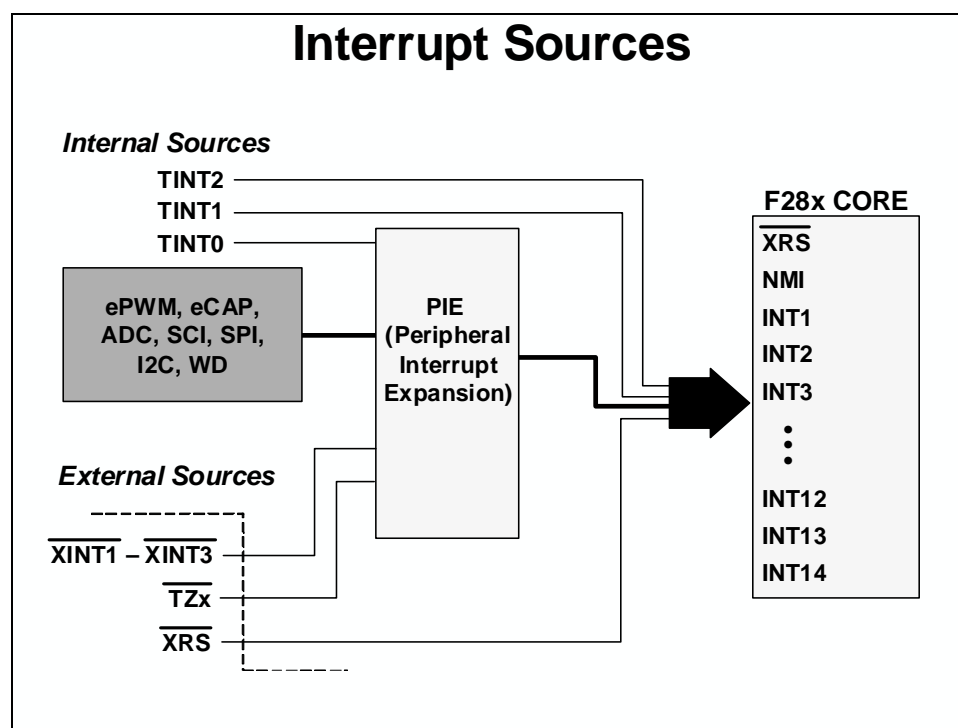 Interrupt Sources
Internal Sources
TINT2
TINT1
TINT0
ePWM, eCAP,
ADC, SCI, SPI,
I2C, WD
PIE
(Peripheral
Interrupt
Expansion)
External Sources
XINT1 – XINT3
TZx
XRS
F28x CORE
XRS
NMI
INT1
INT2
INT3
INT12
INT13
INT14